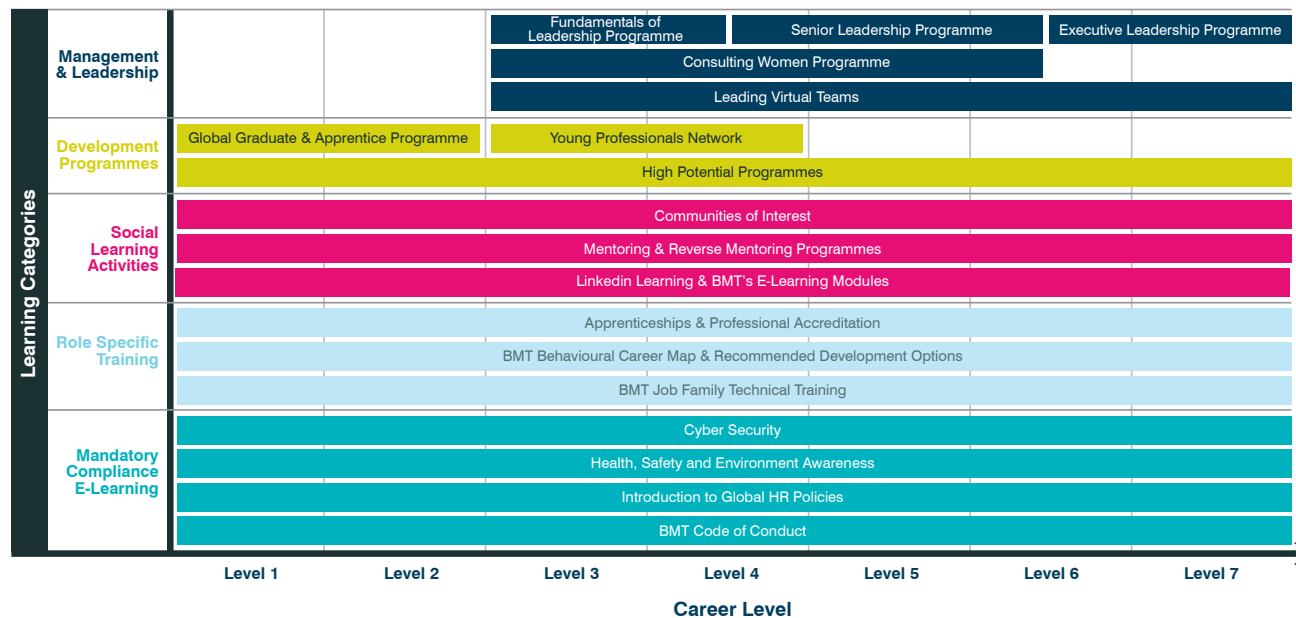 Learning Categories
Management
& Leadership
Fundamentals of
Leadership Programme
Senior Leadership Programme
Executive Leadership Programme
Consulting Women Programme
Leading Virtual Teams
Development
Programmes
Global Graduate & Apprentice Programme
Young Professionals Network
High Potential Programmes
Social
Learning
Activities
Communities of Interest
Mentoring & Reverse Mentoring Programmes
Linkedin Learning & BMT's E-Learning Modules
Role Specific
Training
Apprenticeships & Professional Accreditation
BMT Behavioural Career Map & Recommended Development Options
BMT Job Family Technical Training
Mandatory
Compliance
E-Learning
Cyber Security
Health, Safety and Environment Awareness
Introduction to Global HR Policies
BMT Code of Conduct
Level 1
Level 2
Level 3
Level 4
Level 5
Level 6
Level 7
Career Level